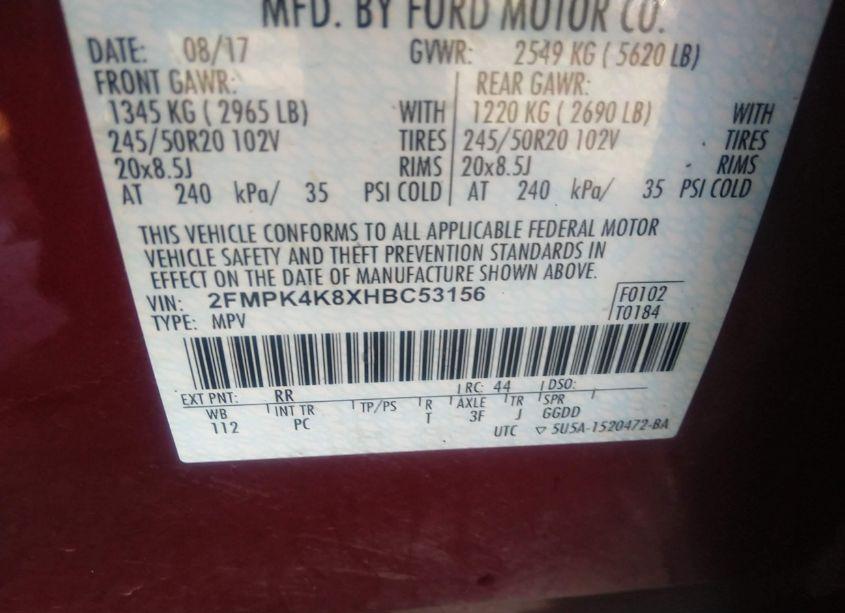 MFD. BY FORD MOTOR CO.
DATE: 08/17 GVWR: 2549 KG ( 5620 LB)
FRONT GAWR: REAR GAWR:
1345 KG ( 2965 LB) WITH 1220 KG ( 2690 LB) WITH
245/50R20 102V TIRES 245/50R20 102V TIRES
20x8.5J RIMS 20x8.5J RIMS
AT 240 kPa/ 35 PSI COLD AT 240 kPa/ 35 PSI COLD
THIS VEHICLE CONFORMS TO ALL APPLICABLE FEDERAL MOTOR
VEHICLE SAFETY AND THEFT PREVENTION STANDARDS IN
EFFECT ON THE DATE OF MANUFACTURE SHOWN ABOVE.
VIN: 2FMPK4K8XHBC53156 F0102
TYPE: MPV T0184
EXT PNT: RR RC: 44 DSO:
WB INT TR TP/PS R AXLE TR SPR
112 PC T 3F J GGDD
UTC ▽ 5U5A-1520472-BA